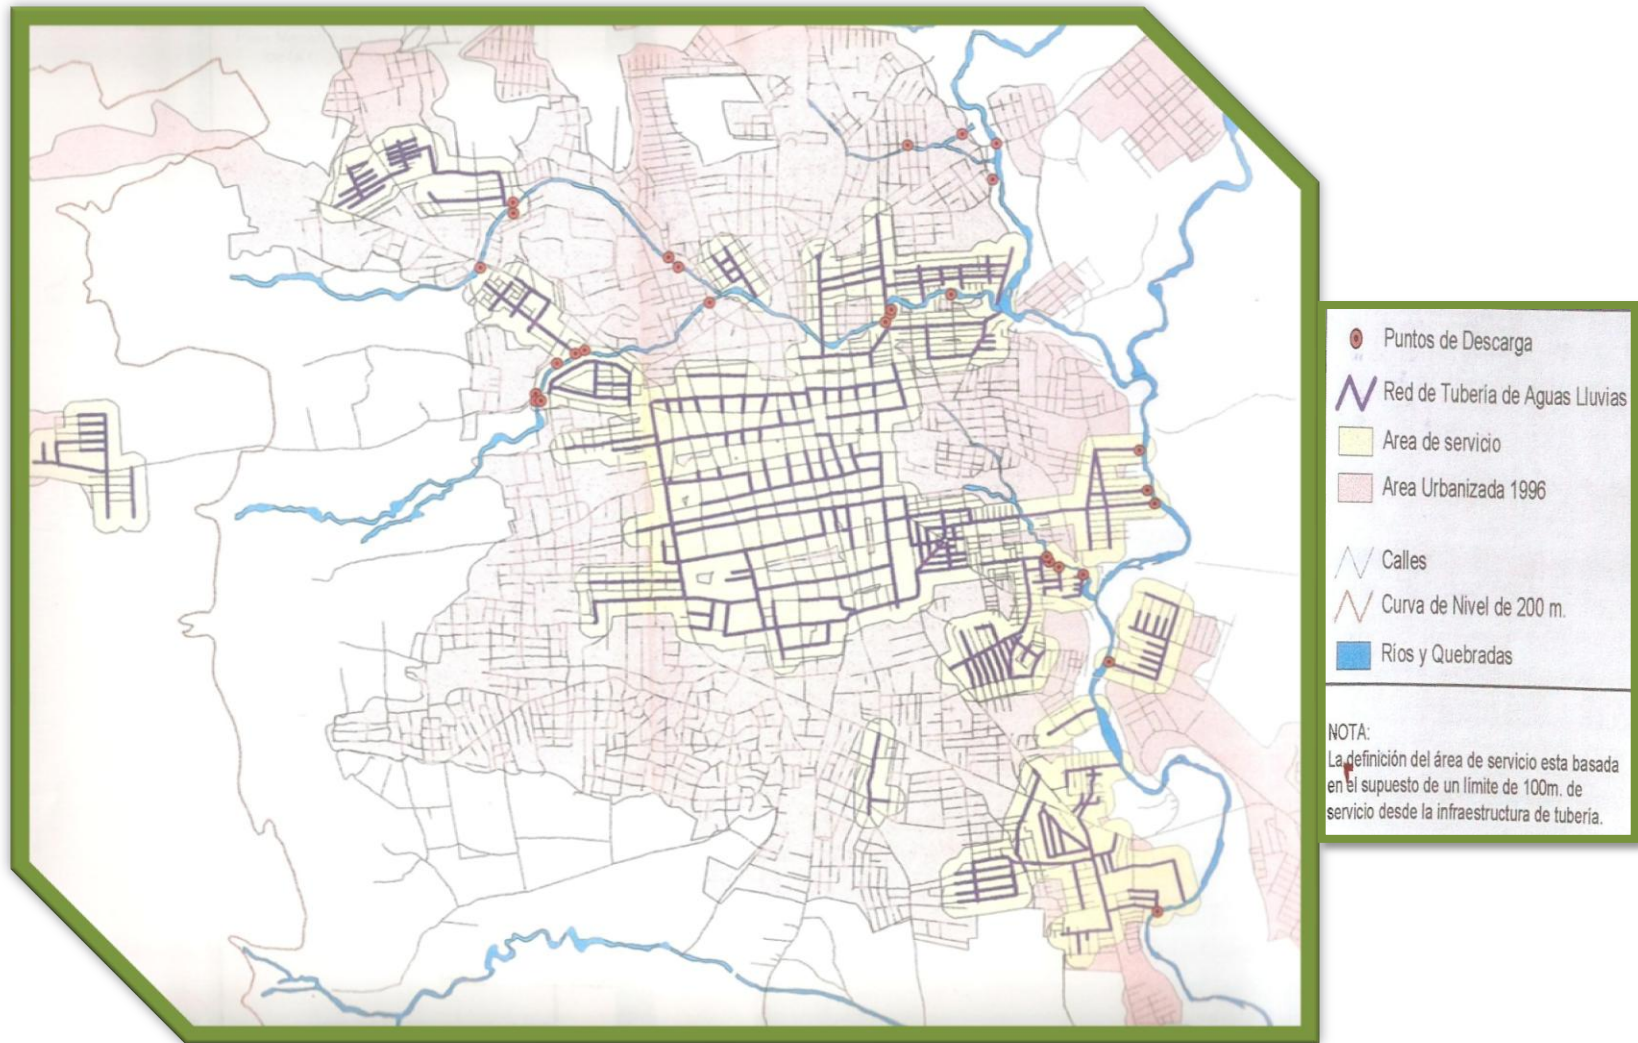 Puntos de Descarga
Red de Tubería de Aguas Lluvias
Area de servicio
Area Urbanizada 1996
Calles
Curva de Nivel de 200 m.
Ríos y Quebradas
NOTA:
La definición del área de servicio esta basada
en el supuesto de un límite de 100m. de
servicio desde la infraestructura de tubería.